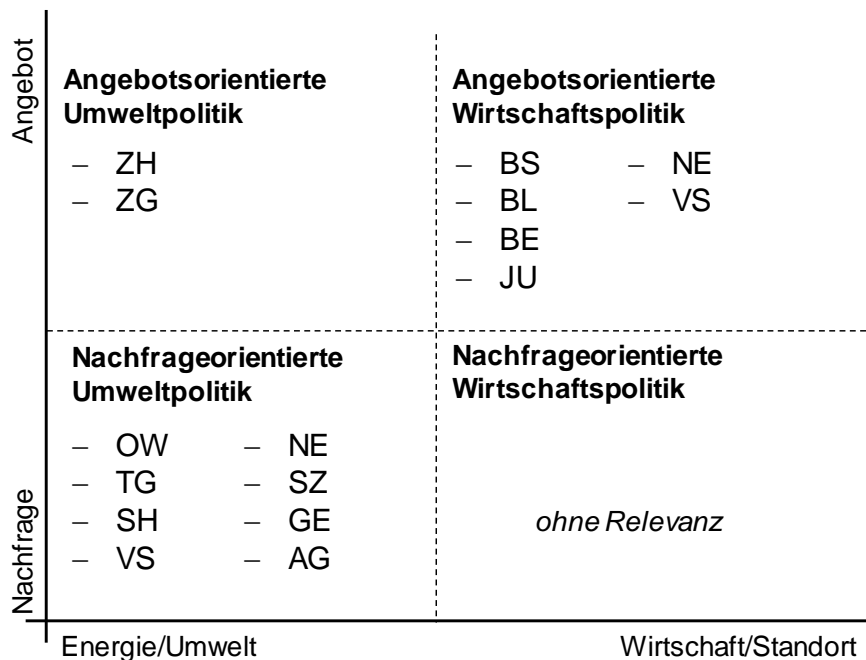 Angebot
Angebotsorientierte
Umweltpolitik
– ZH
– ZG
Angebotsorientierte
Wirtschaftspolitik
– BS – NE
– BL – VS
– BE
– JU
Nachfrage
Nachfrageorientierte
Umweltpolitik
– OW – NE
– TG – SZ
– SH – GE
– VS – AG
Nachfrageorientierte
Wirtschaftspolitik
ohne Relevanz
Energie/Umwelt
Wirtschaft/Standort